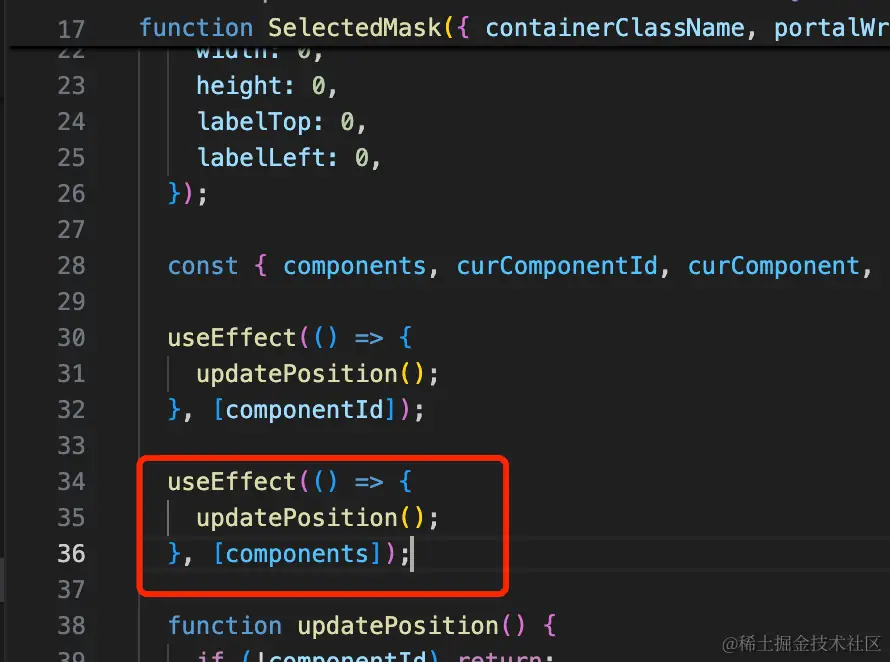 17 function SelectedMask({ containerClassName, portalWr
22 width: 0,
23 height: 0,
24 labelTop: 0,
25 labelLeft: 0,
26 });
27
28 const { components, curComponentId, curComponent,
29
30 useEffect(() => {
31 updatePosition();
32 }, [componentId]);
33
34 useEffect(() => {
35 updatePosition();
36 }, [components]);
37
38 function updatePosition() {
39 if (!componentId) return;
@稀土掘金技术社区